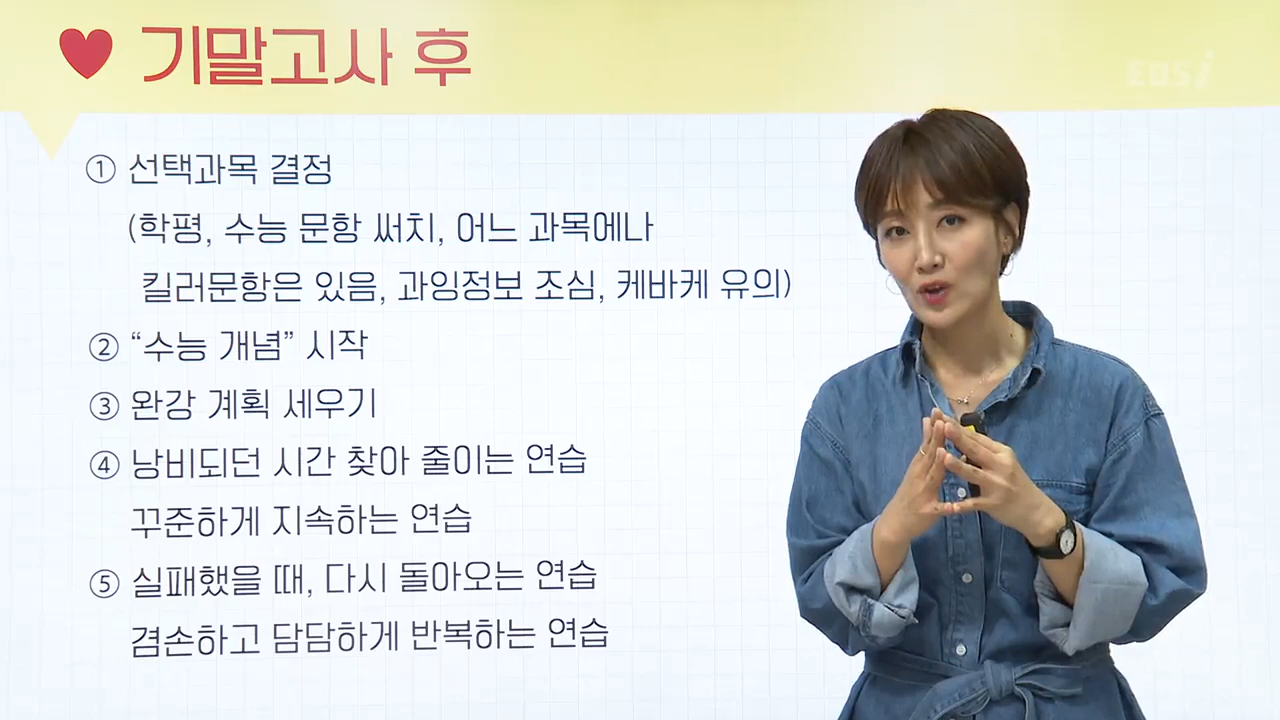 ♥ 기말고사 후
EBSi
① 선택과목 결정
(학평, 수능 문항 써치, 어느 과목에나
킬러문항은 있음, 과잉정보 조심, 케바케 유의)
② “수능 개념” 시작
③ 완강 계획 세우기
④ 낭비되던 시간 찾아 줄이는 연습
꾸준하게 지속하는 연습
⑤ 실패했을 때, 다시 돌아오는 연습
겸손하고 담담하게 반복하는 연습